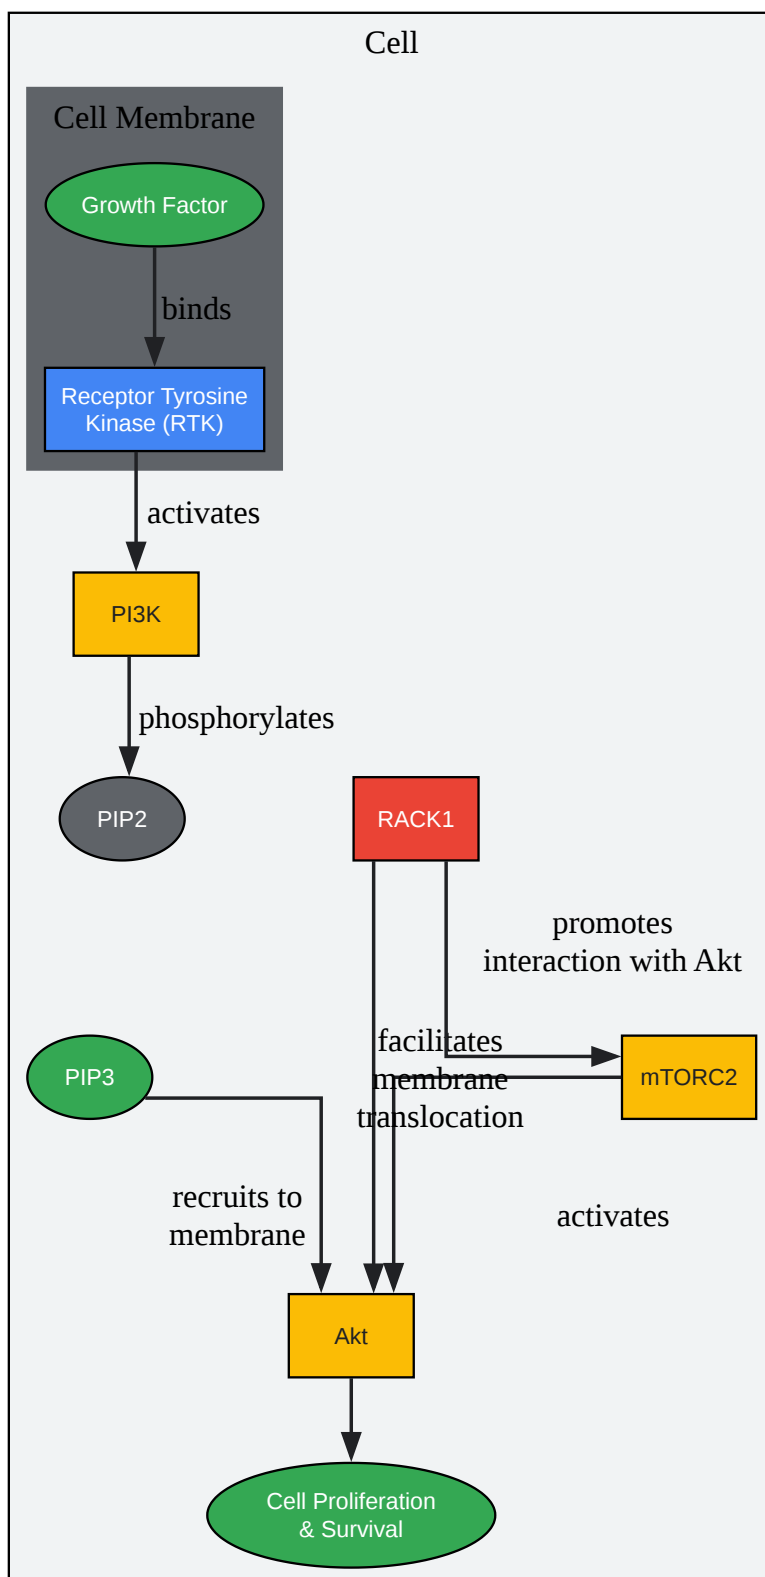 Cell
Cell Membrane
Growth Factor
binds
Receptor Tyrosine
Kinase (RTK)
activates
PI3K
phosphorylates
PIP2
RACK1
promotes
interaction with Akt
facilitates
membrane
translocation
PIP3
mTORC2
recruits to
membrane
activates
Akt
Cell Proliferation
& Survival